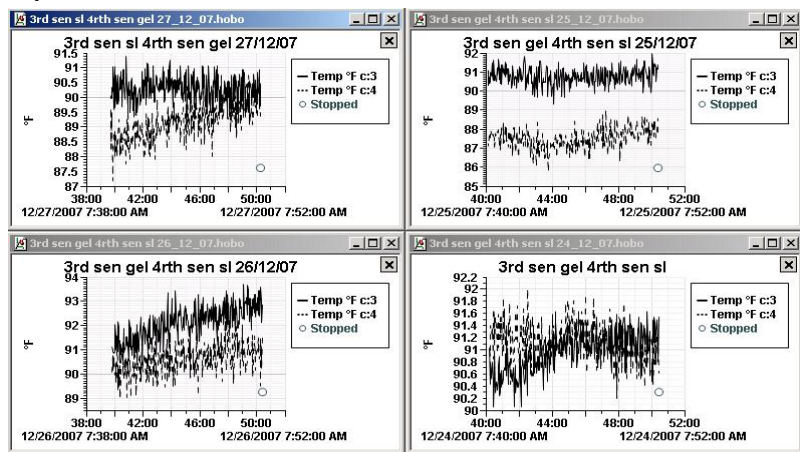 3rd sen sl 4rth sen gel 27_12_07.hobo
3rd sen sl 4rth sen gel 27/12/07
91.5
91
90.5
90
89.5
89
88.5
88
87.5
87
°F
38:00
42:00
46:00
50:00
12/27/2007 7:38:00 AM
12/27/2007 7:52:00 AM
Temp °F c:3
Temp °F c:4
Stopped
3rd sen gel 4rth sen sl 25_12_07.hobo
3rd sen sl 4rth sen gel 25/12/07
92
91
90
89
88
87
86
85
°F
40:00
44:00
48:00
52:00
12/25/2007 7:40:00 AM
12/25/2007 7:52:00 AM
Temp °F c:3
Temp °F c:4
Stopped
3rd sen gel 4rth sen sl 26_12_07.hobo
3rd sen gel 4rth sen sl 26/12/07
94
93
92
91
90
89
°F
38:00
42:00
46:00
50:00
12/26/2007 7:38:00 AM
12/26/2007 7:52:00 AM
Temp °F c:3
Temp °F c:4
Stopped
3rd sen gel 4rth sen sl 24_12_07.hobo
3rd sen gel 4rth sen sl
92.2
92
91.8
91.6
91.4
91.2
91
90.8
90.6
90.4
90.2
90
°F
40:00
44:00
48:00
52:00
12/24/2007 7:40:00 AM
12/24/2007 7:52:00 AM
Temp °F c:3
Temp °F c:4
Stopped